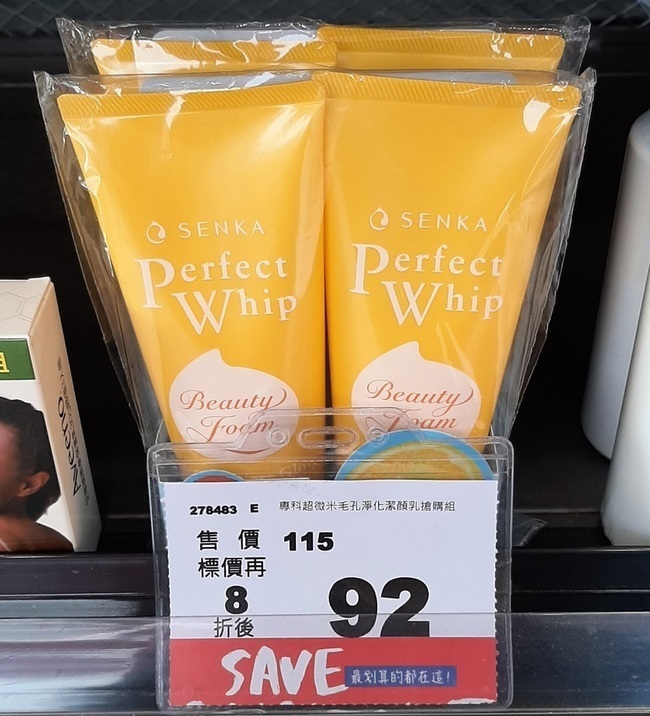 SENKA
Perfect
Whip
Beauty
Foam
SENKA
Perfect
Whip
Beauty
Foam
278483 E 專科超微米毛孔淨化潔顏乳搶購組
售價 115
標價再
8
折後
92
SAVE 最划算的都在這!